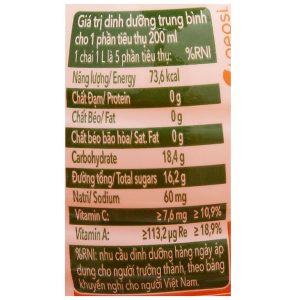 Giá trị dinh dưỡng trung bình
cho 1 phần tiêu thụ 200 ml
1 chai 1 L là 5 phần tiêu thụ: %RNI
Năng lượng/ Energy 73,6 kcal
Chất Đạm/ Protein 0 g
Chất Béo/ Fat 0 g
Chất béo bão hòa/ Sat. Fat 0 g
Carbohydrate 18,4 g
Đường tổng/ Total sugars 16,2 g
Natri/ Sodium 60 mg
Vitamin C: ≥ 7,6 mg ≥ 10,9%
Vitamin A: ≥113,2 µg Re ≥ 18,9%
%RNI: nhu cầu dinh dưỡng hàng ngày áp
dụng cho người trưởng thành, theo bảng
khuyến nghị cho người Việt Nam.
pepsi